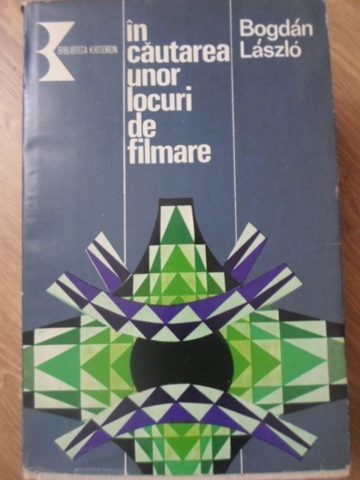 BIBLIOTECA KRITERION
în
căutarea
unor
locuri
de
filmare
Bogdán
László